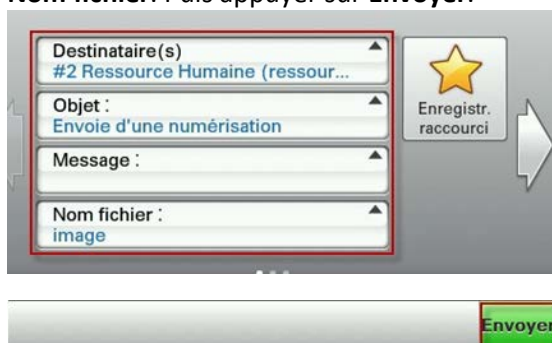 Nom fichier. Puis appuyer sur Envoyer.
Destinataire(s)
#2 Ressource Humaine (ressour...
Objet :
Envoie d'une numérisation
Message :
Nom fichier :
image
Enregistr.
raccourci
Envoyer